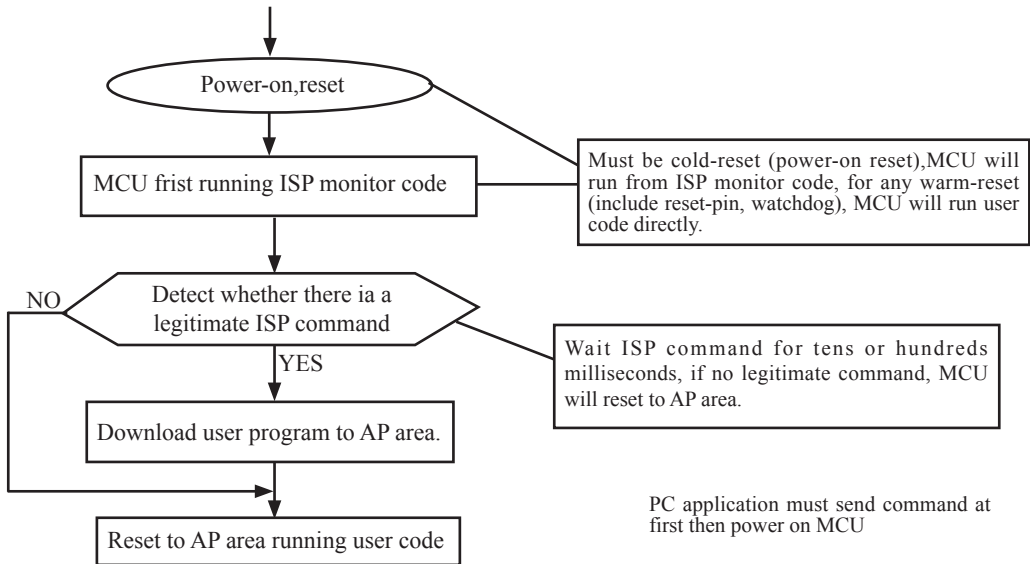 Power-on,reset
MCU frist running ISP monitor code
Must be cold-reset (power-on reset),MCU will
run from ISP monitor code, for any warm-reset
(include reset-pin, watchdog), MCU will run user
code directly.
NO
Detect whether there ia a
legitimate ISP command
YES
Wait ISP command for tens or hundreds
milliseconds, if no legitimate command, MCU
will reset to AP area.
Download user program to AP area.
PC application must send command at
first then power on MCU
Reset to AP area running user code